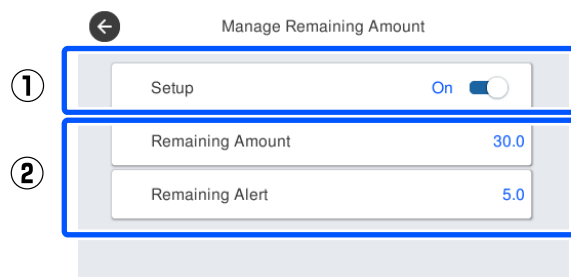 Manage Remaining Amount
① Setup On
② Remaining Amount 30.0
Remaining Alert 5.0